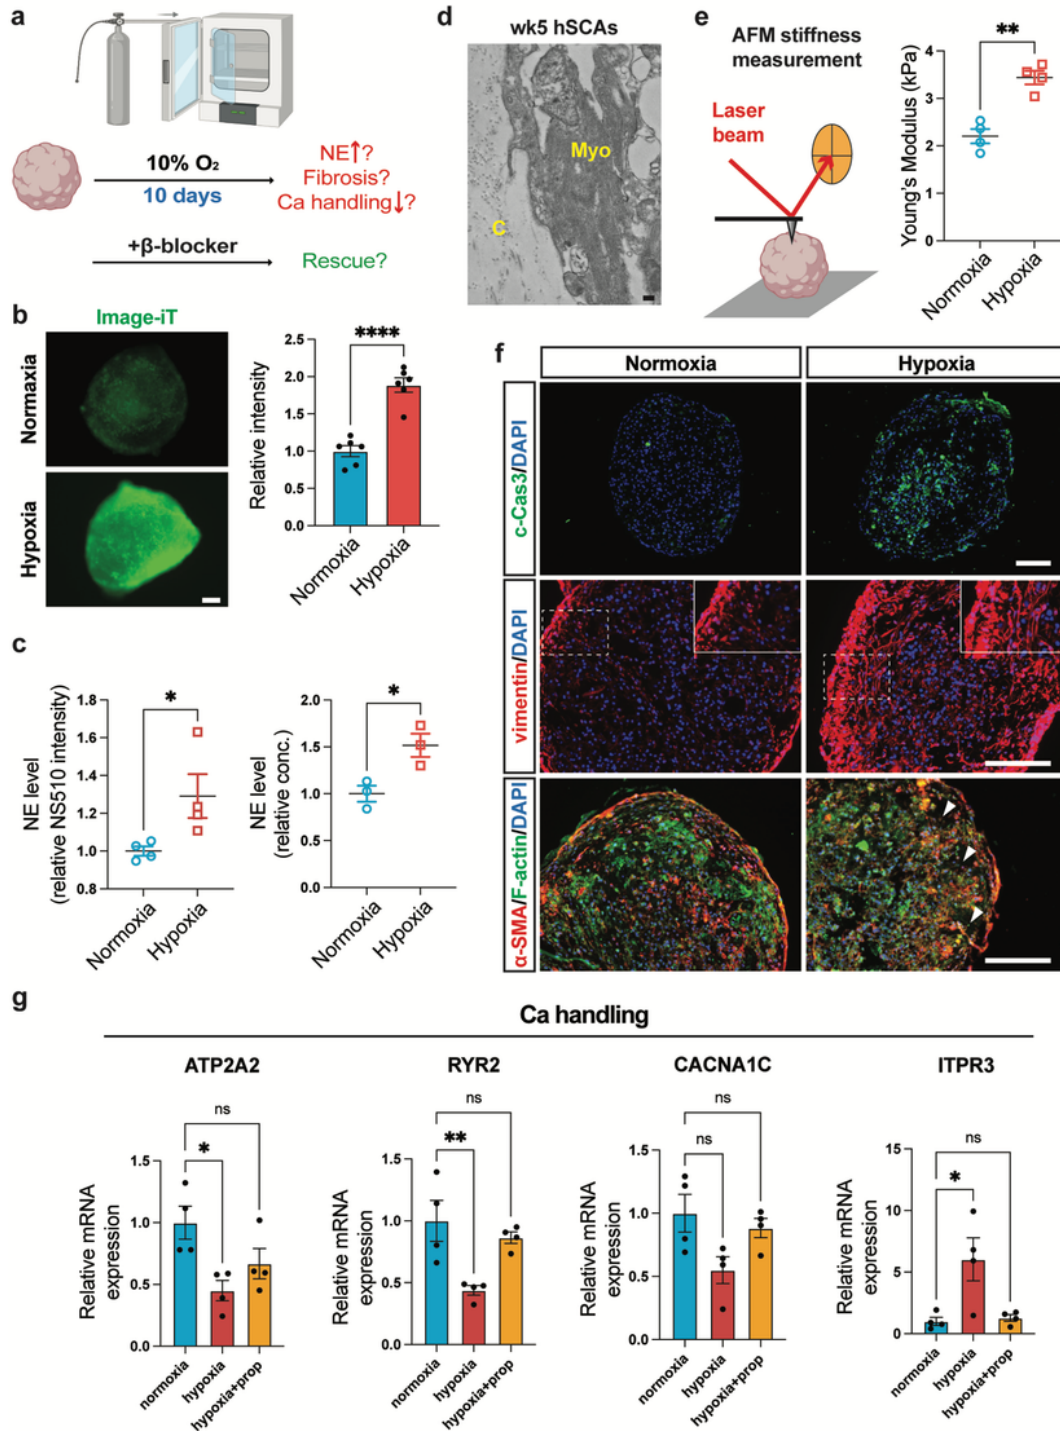 a
10% O₂
10 days
NE↑?
Fibrosis?
Ca handling↓?
+β-blocker
Rescue?
b
Image-iT
Normaxia
Hypoxia
****
Relative intensity
2.5
2.0
1.5
1.0
0.5
0.0
Normoxia
Hypoxia
c
NE level
(relative NS510 intensity)
1.8
1.6
1.4
1.2
1.0
0.8
*
Normoxia
Hypoxia
NE level
(relative conc.)
2.0
1.5
1.0
0.5
0.0
*
Normoxia
Hypoxia
d
wk5 hSCAs
Myo
C
e
AFM stiffness
measurement
Laser
beam
Young's Modulus (kPa)
4
3
2
1
0
**
Normoxia
Hypoxia
f
Normoxia
Hypoxia
c-Cas3/DAPI
vimentin/DAPI
α-SMA/F-actin/DAPI
g
Ca handling
ATP2A2
Relative mRNA
expression
1.5
1.0
0.5
0.0
ns
*
normoxia
hypoxia
hypoxia+prop
RYR2
Relative mRNA
expression
1.5
1.0
0.5
0.0
ns
**
normoxia
hypoxia
hypoxia+prop
CACNA1C
Relative mRNA
expression
1.5
1.0
0.5
0.0
ns
ns
normoxia
hypoxia
hypoxia+prop
ITPR3
Relative mRNA
expression
15
10
5
0
ns
*
normoxia
hypoxia
hypoxia+prop